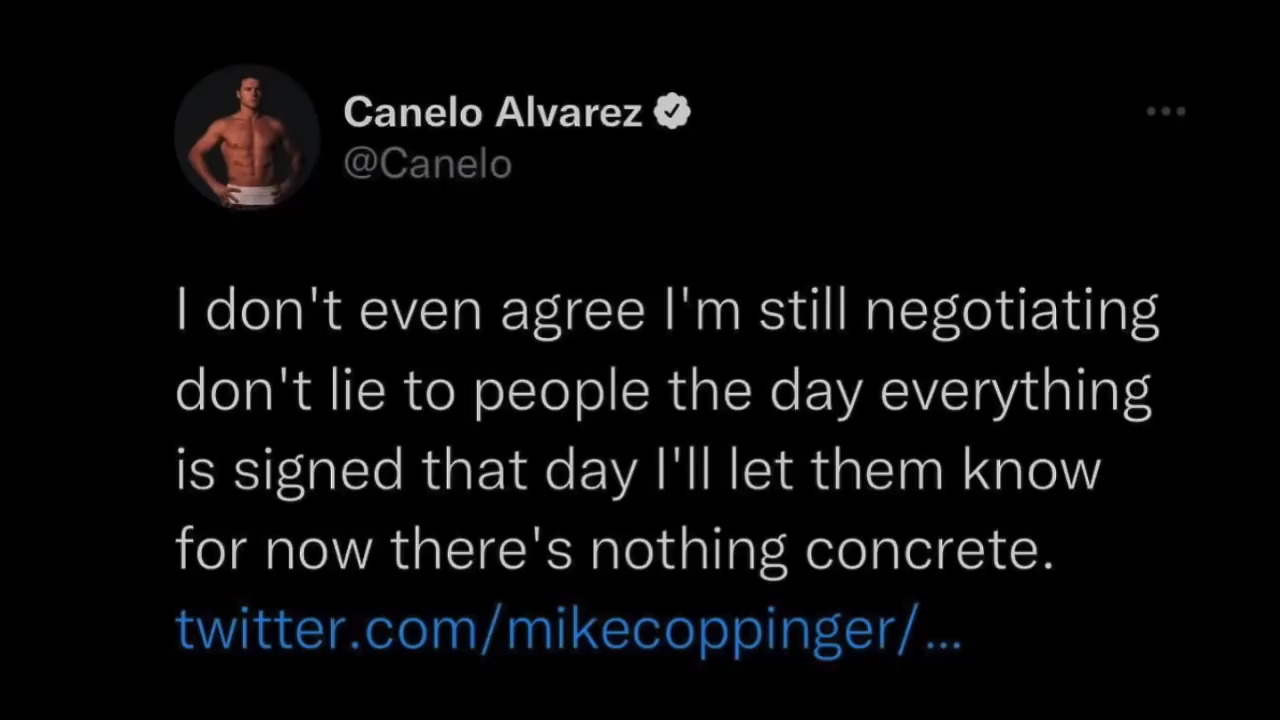 Canelo Alvarez
@Canelo
I don't even agree I'm still negotiating
don't lie to people the day everything
is signed that day I'll let them know
for now there's nothing concrete.
twitter.com/mikecoppinger/...